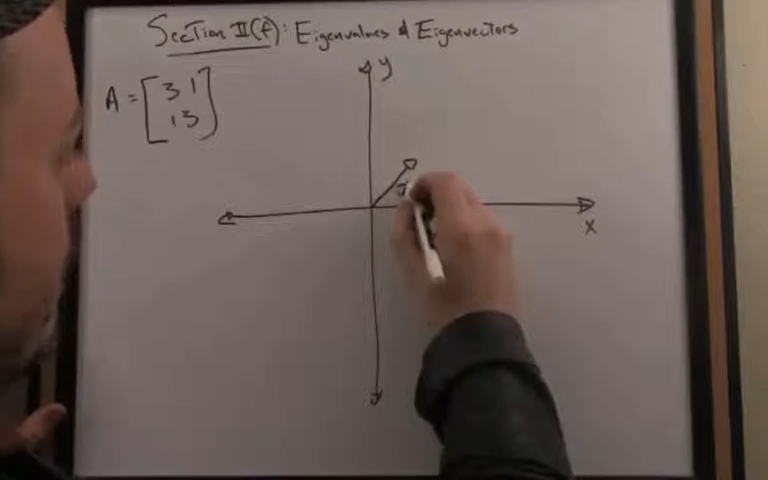 Section II(f): Eigenvalues & Eigenvectors
y
A = [ 3 1
1 3 ]
x